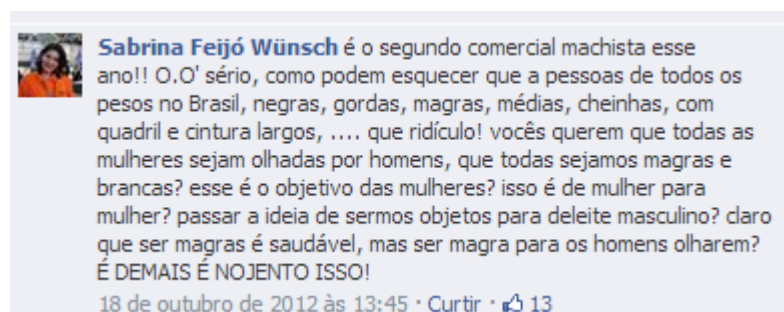 Sabrina Feijó Wünsch é o segundo comercial machista esse
ano!! O.O' sério, como podem esquecer que a pessoas de todos os
pesos no Brasil, negras, gordas, magras, médias, cheinhas, com
quadril e cintura largos, .... que ridículo! vocês querem que todas as
mulheres sejam olhadas por homens, que todas sejamos magras e
brancas? esse é o objetivo das mulheres? isso é de mulher para
mulher? passar a ideia de sermos objetos para deleite masculino? claro
que ser magras é saudável, mas ser magra para os homens olharem?
É DEMAIS É NOJENTO ISSO!
18 de outubro de 2012 às 13:45 · Curtir · 13